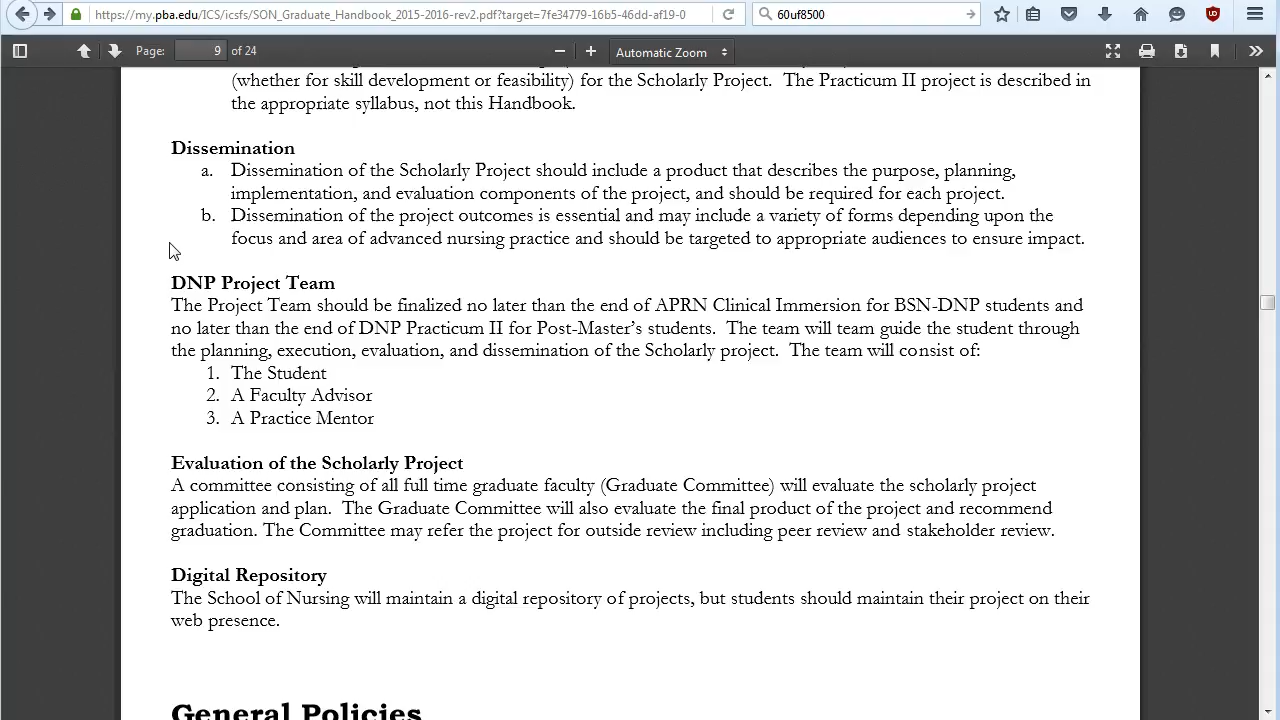 https://my.pba.edu/ICS/icsfs/SON_Graduate_Handbook_2015-2016-rev2.pdf?target=7fe34779-16b5-46dd-af19-0
60uf8500
Page: 9 of 24
Automatic Zoom
(whether for skill development or feasibility) for the Scholarly Project.  The Practicum II project is described in
the appropriate syllabus, not this Handbook.
Dissemination
a. Dissemination of the Scholarly Project should include a product that describes the purpose, planning,
implementation, and evaluation components of the project, and should be required for each project.
b. Dissemination of the project outcomes is essential and may include a variety of forms depending upon the
focus and area of advanced nursing practice and should be targeted to appropriate audiences to ensure impact.
DNP Project Team
The Project Team should be finalized no later than the end of APRN Clinical Immersion for BSN-DNP students and
no later than the end of DNP Practicum II for Post-Master’s students.  The team will team guide the student through
the planning, execution, evaluation, and dissemination of the Scholarly project.  The team will consist of:
1. The Student
2. A Faculty Advisor
3. A Practice Mentor
Evaluation of the Scholarly Project
A committee consisting of all full time graduate faculty (Graduate Committee) will evaluate the scholarly project
application and plan.  The Graduate Committee will also evaluate the final product of the project and recommend
graduation. The Committee may refer the project for outside review including peer review and stakeholder review.
Digital Repository
The School of Nursing will maintain a digital repository of projects, but students should maintain their project on their
web presence.
General Policies